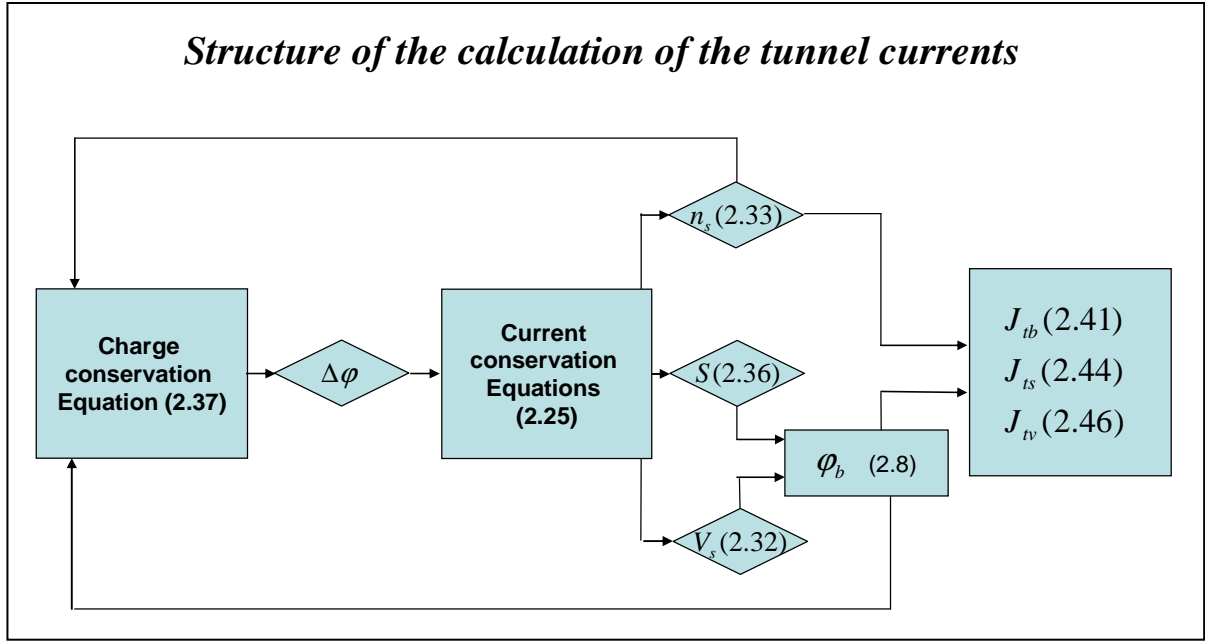 Structure of the calculation of the tunnel currents
n_s (2.33)
Charge
conservation
Equation (2.37)
Δφ
Current
conservation
Equations
(2.25)
S(2.36)
V_s (2.32)
φ_b (2.8)
J_tb (2.41)
J_ts (2.44)
J_tv (2.46)